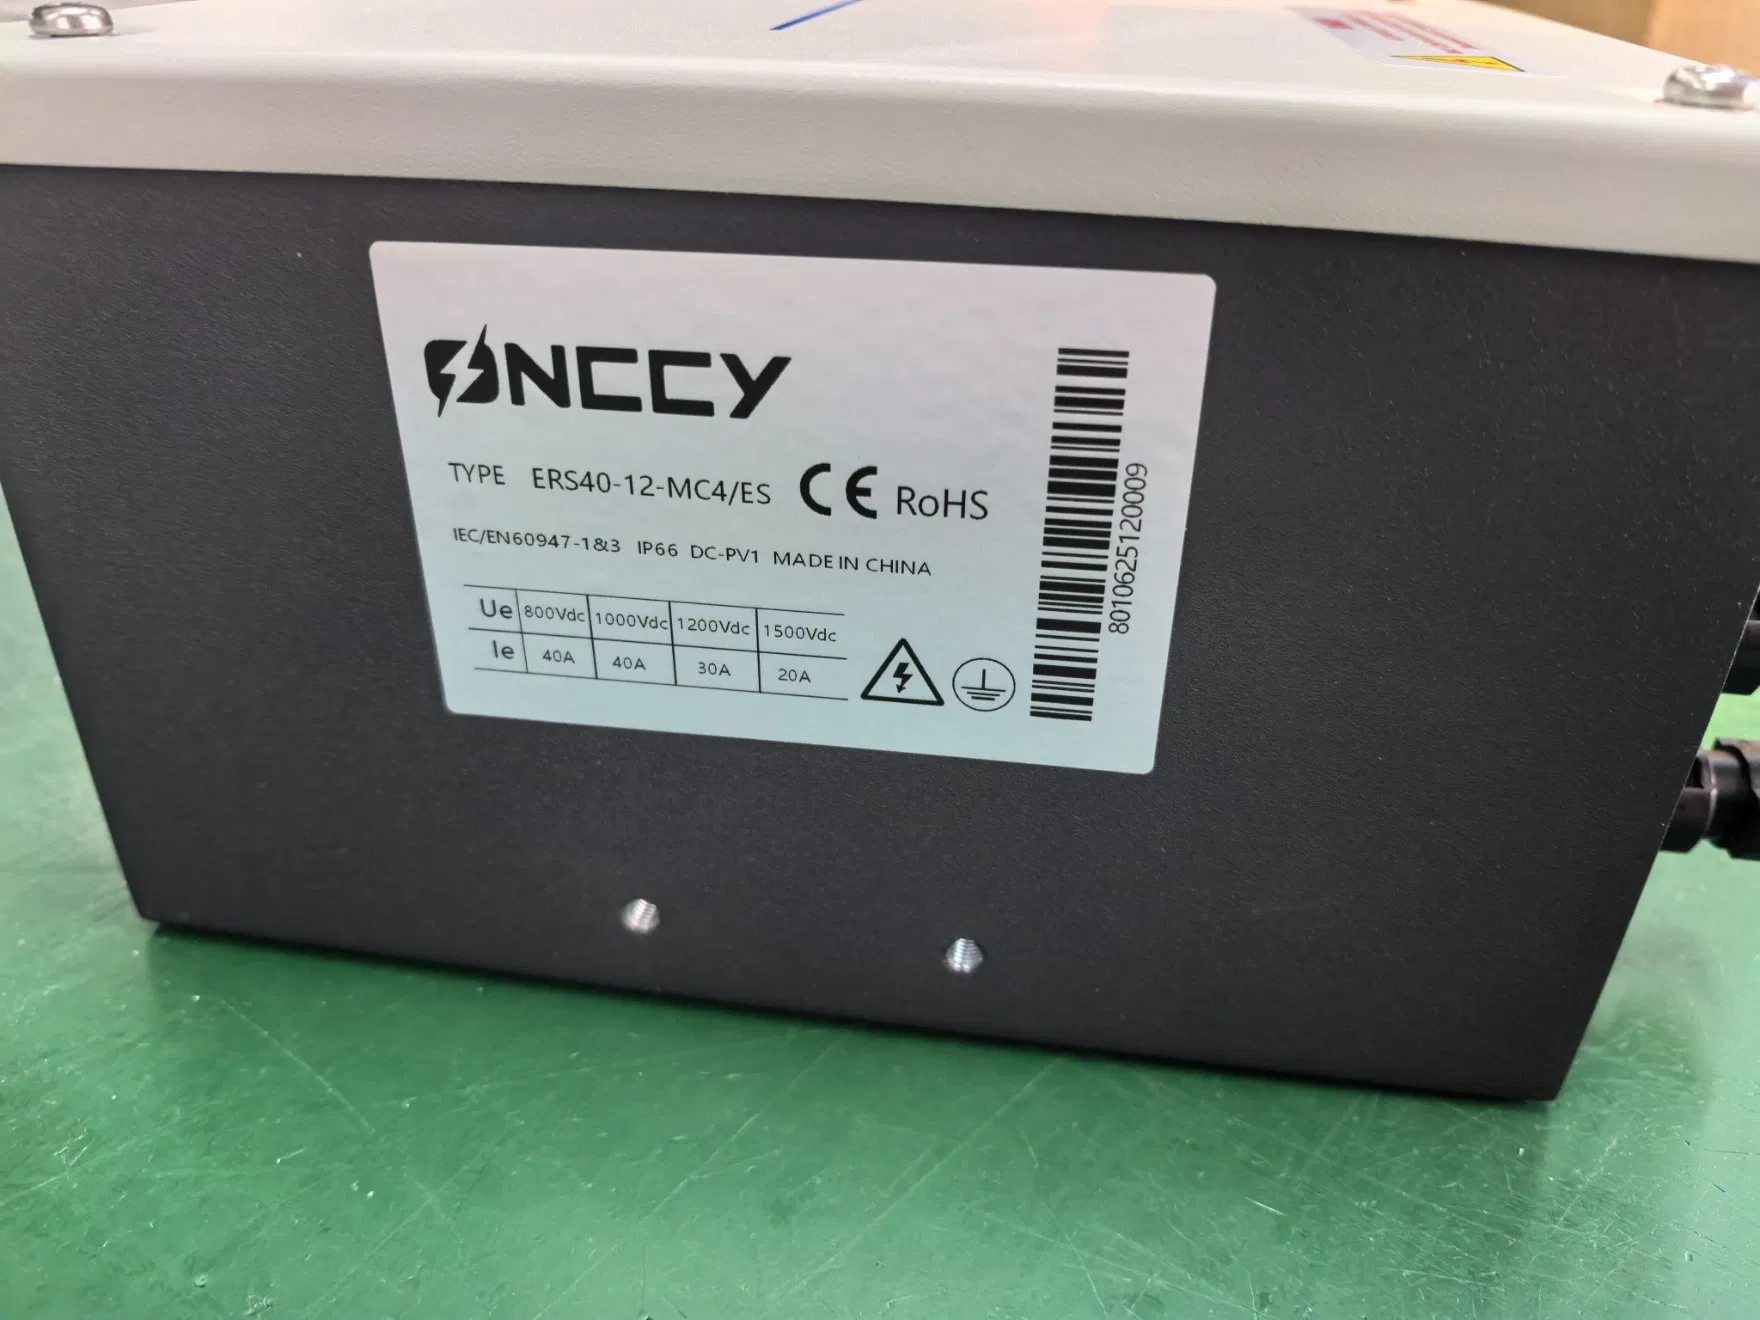 ONCCY
TYPE ERS40-12-MC4/ES CE RoHS
IEC/EN60947-1&3 IP66 DC-PV1 MADE IN CHINA
Ue 800Vdc 1000Vdc 1200Vdc 1500Vdc
Ie 40A 40A 30A 20A
8010625120009